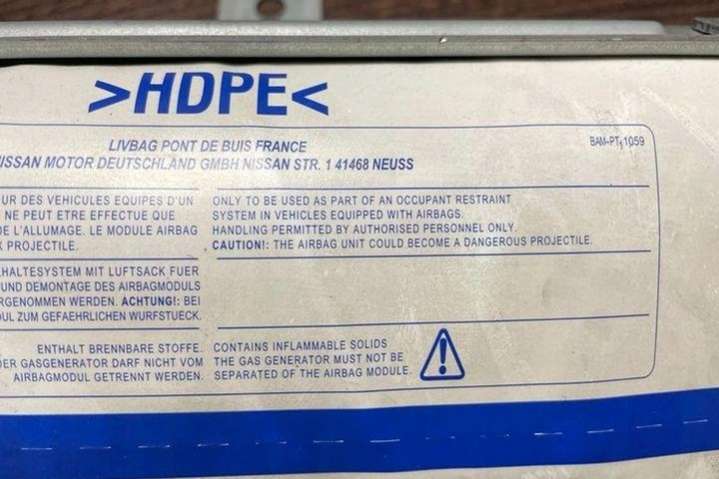 >HDPE<
LIVBAG PONT DE BUIS FRANCE
BAM-PT-1059
NISSAN MOTOR DEUTSCHLAND GMBH NISSAN STR. 1 41468 NEUSS
DES VEHICULES EQUIPES D'UN
NE PEUT ETRE EFFECTUE QUE
L'ALLUMAGE. LE MODULE AIRBAG
PROJECTILE.
ONLY TO BE USED AS PART OF AN OCCUPANT RESTRAINT
SYSTEM IN VEHICLES EQUIPPED WITH AIRBAGS.
HANDLING PERMITTED BY AUTHORISED PERSONNEL ONLY.
CAUTION!: THE AIRBAG UNIT COULD BECOME A DANGEROUS PROJECTILE.
HALTESYSTEM MIT LUFTSACK FUER
UND DEMONTAGE DES AIRBAGMODULS
RGENOMMEN WERDEN. ACHTUNG!: BEI
UL ZUM GEFAEHRLICHEN WURFSTUECK.
ENTHALT BRENNBARE STOFFE.
DER GASGENERATOR DARF NICHT VOM
AIRBAGMODUL GETRENNT WERDEN.
CONTAINS INFLAMMABLE SOLIDS
THE GAS GENERATOR MUST NOT BE
SEPARATED OF THE AIRBAG MODULE.